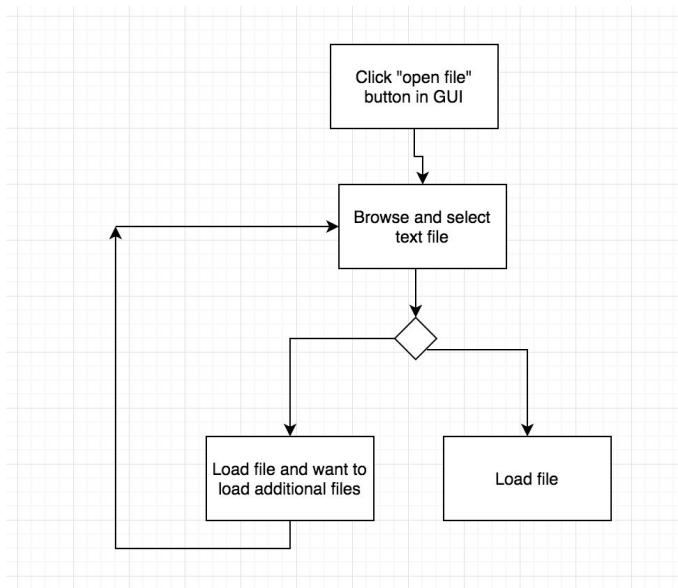 Click "open file"
button in GUI
Browse and select
text file
Load file and want to
load additional files
Load file